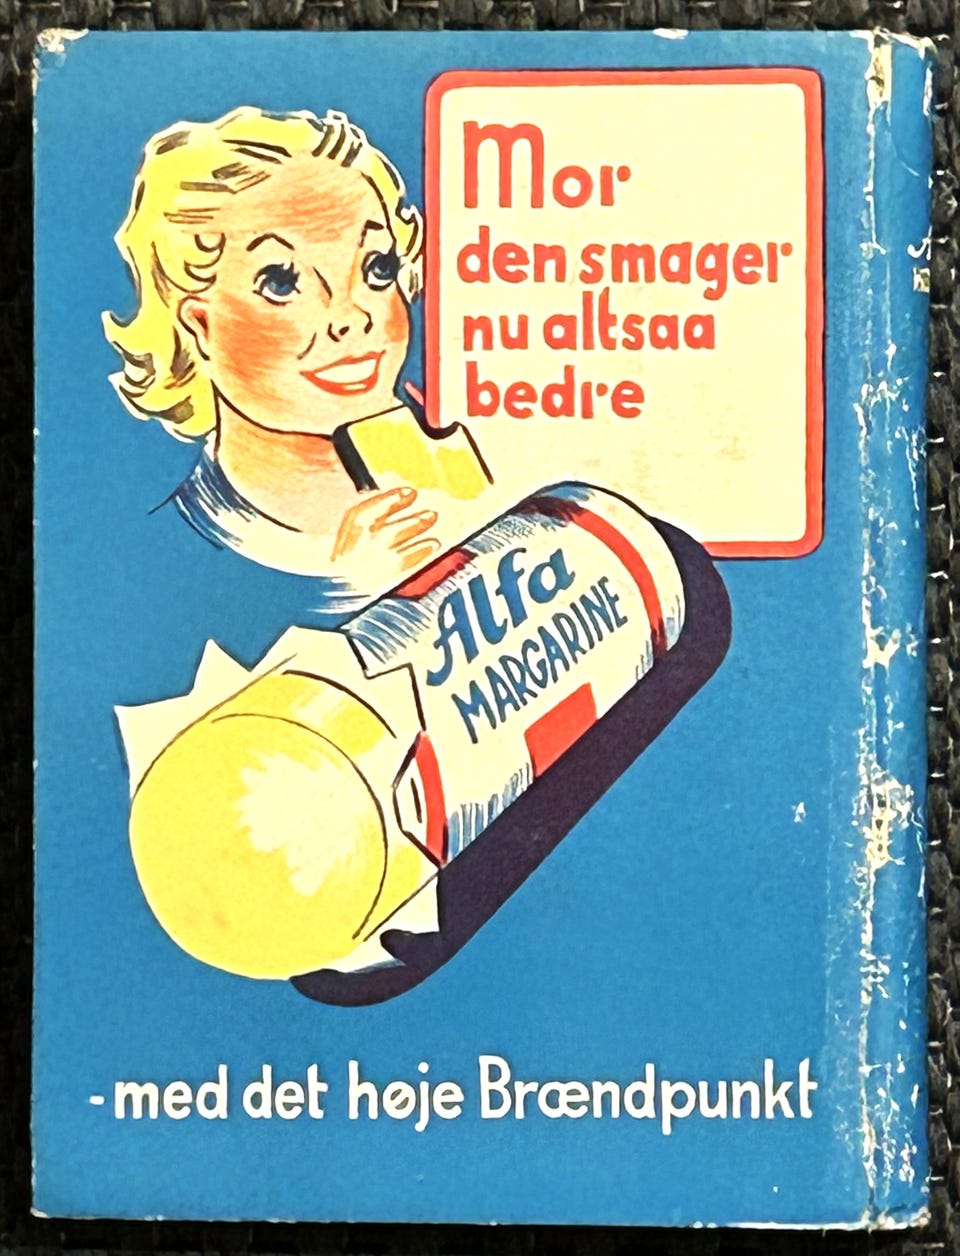 Mor
den smager
nu altsaa
bedre
Alfa
MARGARINE
-med det høje Brændpunkt